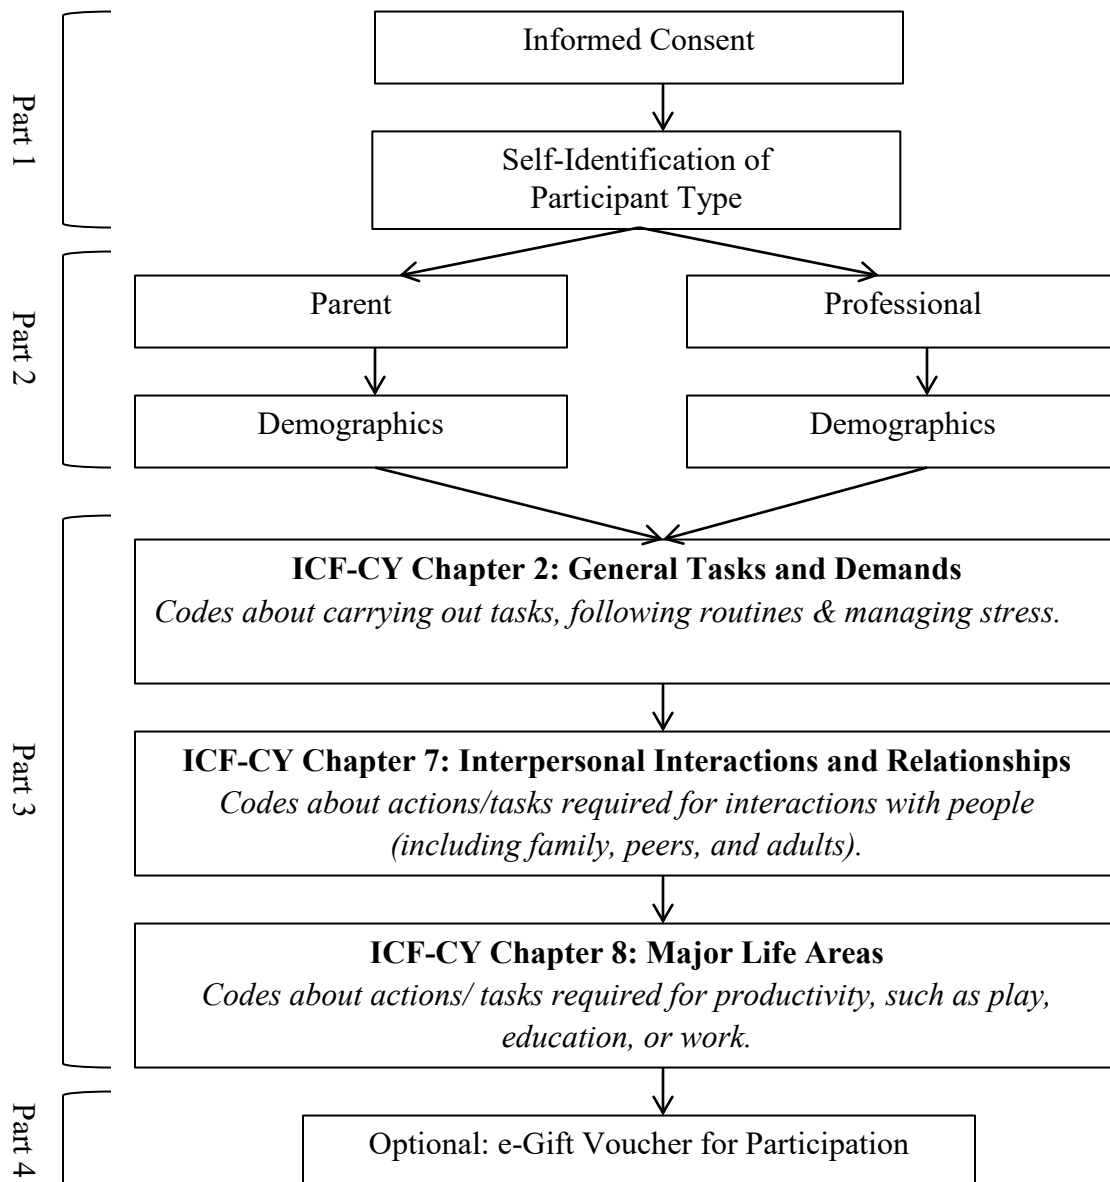 Part 1
Informed Consent
Self-Identification of
Participant Type
Part 2
Parent
Professional
Demographics
Demographics
Part 3
ICF-CY Chapter 2: General Tasks and Demands
Codes about carrying out tasks, following routines & managing stress.
ICF-CY Chapter 7: Interpersonal Interactions and Relationships
Codes about actions/tasks required for interactions with people
(including family, peers, and adults).
ICF-CY Chapter 8: Major Life Areas
Codes about actions/ tasks required for productivity, such as play,
education, or work.
Part 4
Optional: e-Gift Voucher for Participation